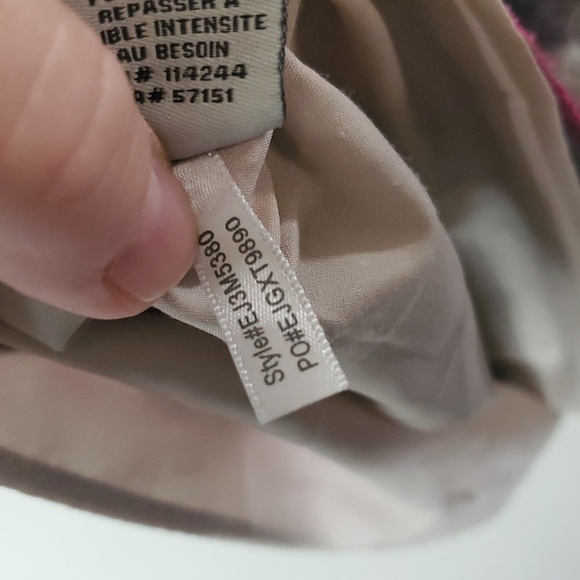 REPASSER À
IBLE INTENSITE
AU BESOIN
# 114244
A# 57151
Style#EJ3M5380
PO#EJGXT9890